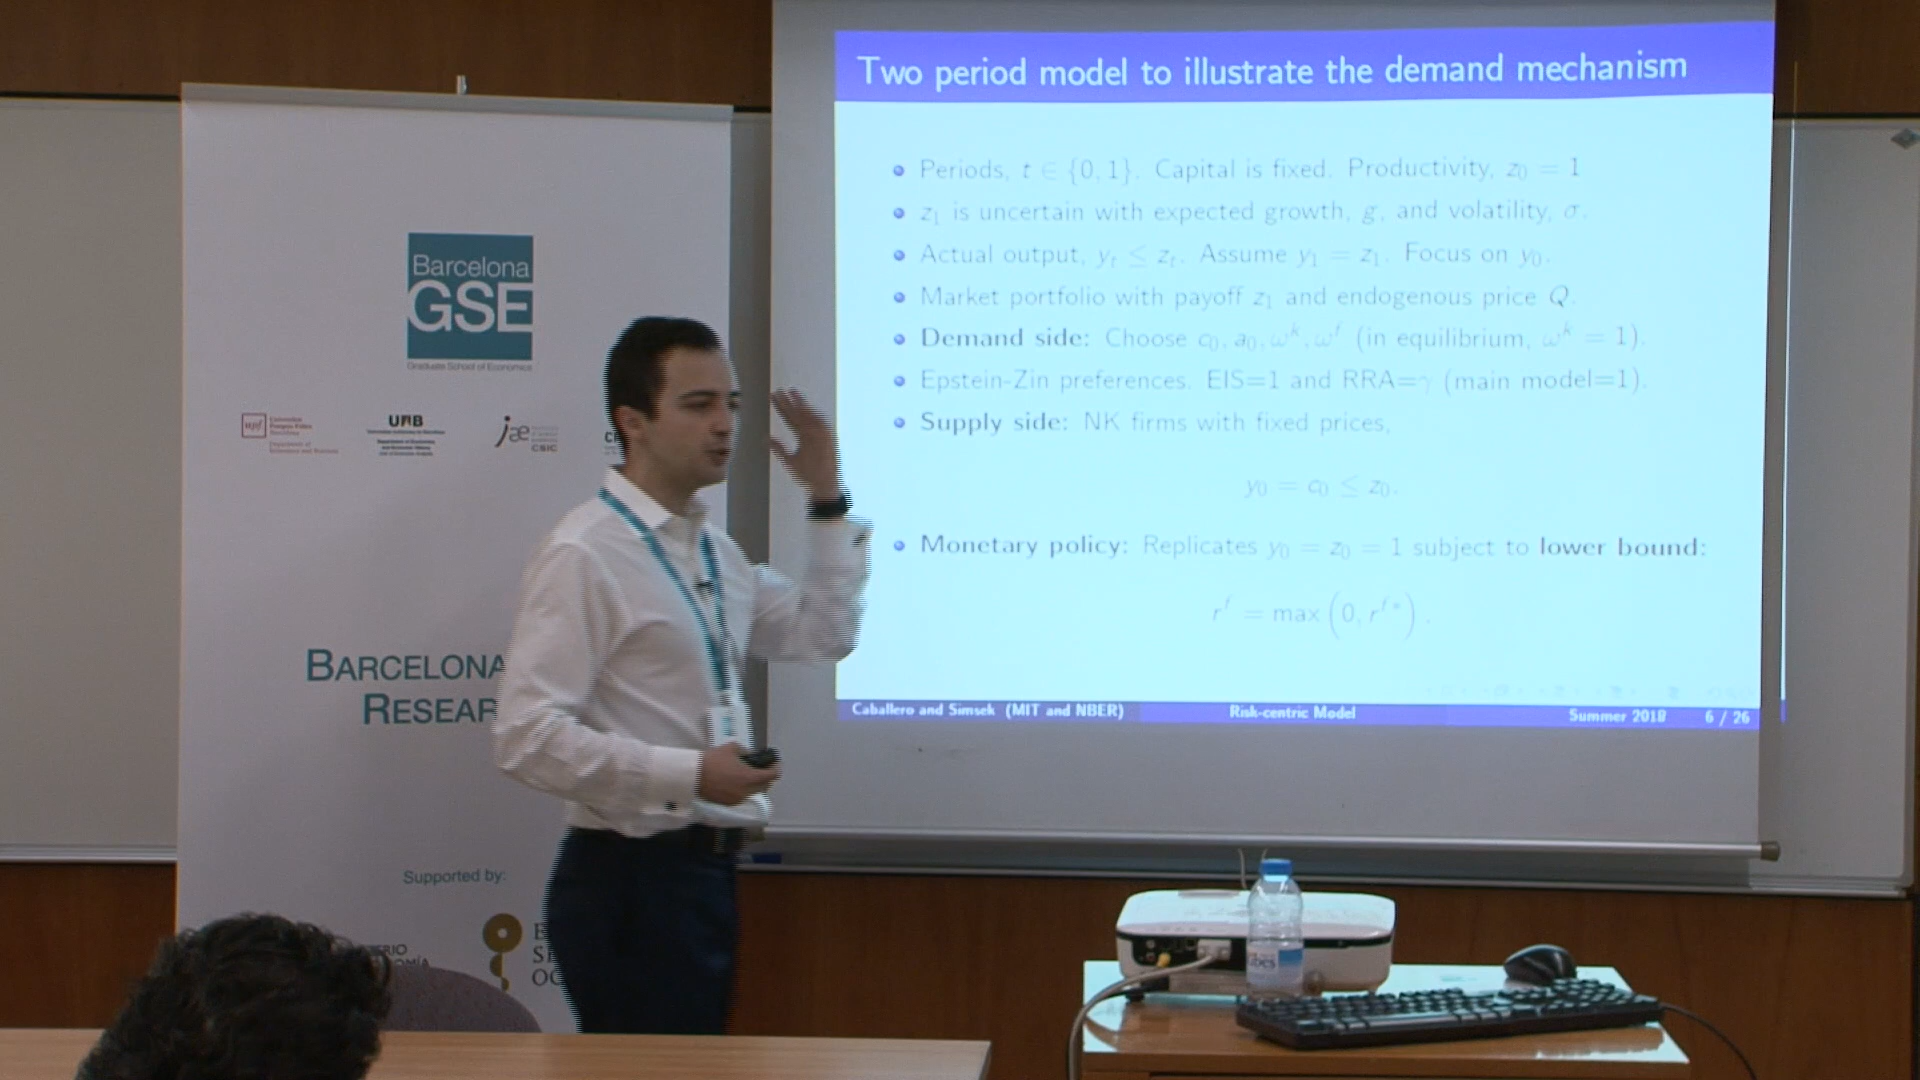 Two period model to illustrate the demand mechanism
Periods, t ∈ {0, 1}. Capital is fixed. Productivity, z₀ = 1
z₁ is uncertain with expected growth, g, and volatility, σ.
Actual output, yₜ ≤ zₜ. Assume y₁ = z₁. Focus on y₀.
Market portfolio with payoff z₁ and endogenous price Q.
Demand side: Choose c₀, a₀, ωᵏ, ωᶠ (in equilibrium, ωᵏ = 1).
Epstein-Zin preferences. EIS=1 and RRA=γ (main model=1).
Supply side: NK firms with fixed prices,
y₀ = c₀ ≤ z₀.
Monetary policy: Replicates y₀ = z₀ = 1 subject to lower bound:
rᶠ = max (0, rᶠ*) .
Caballero and Simsek (MIT and NBER) Risk-centric Model Summer 2018 6 / 26
Barcelona
GSE
Graduate School of Economics
upf
UAB
jae
CSIC
BARCELONA
RESEAR
Supported by: